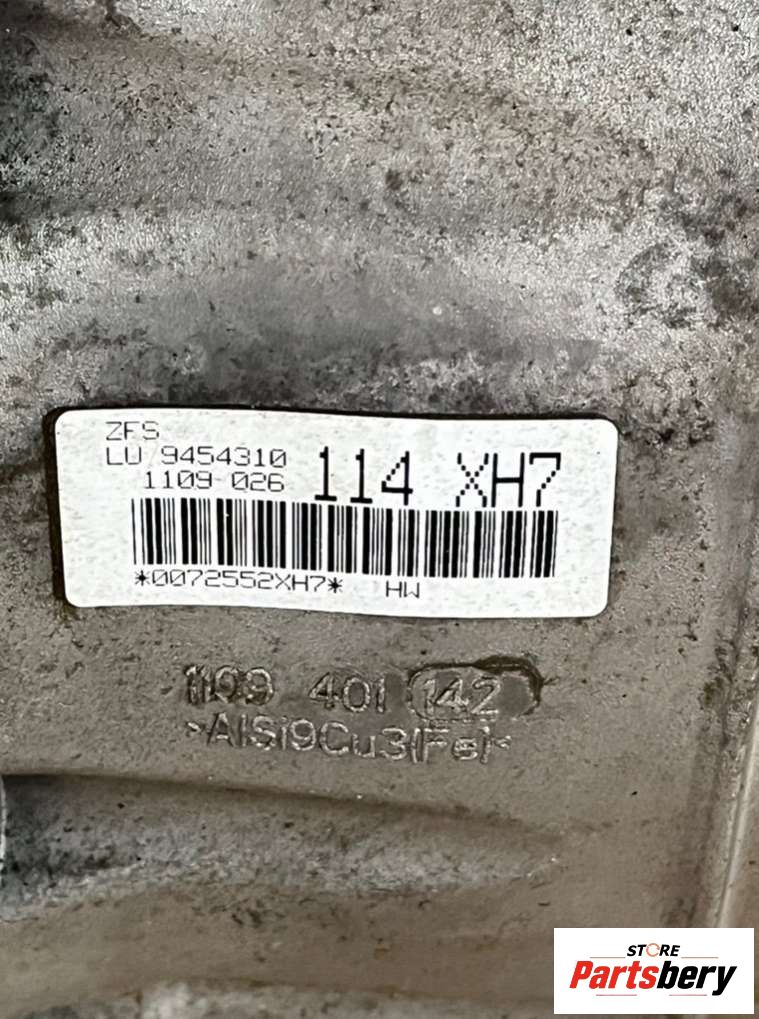 ZFS
LU 9454310
1109 026
114 XH7
*0072552XH7* HW
1109 401 142
>AlSi9Cu3(Fe)<
STORE
Partsbery